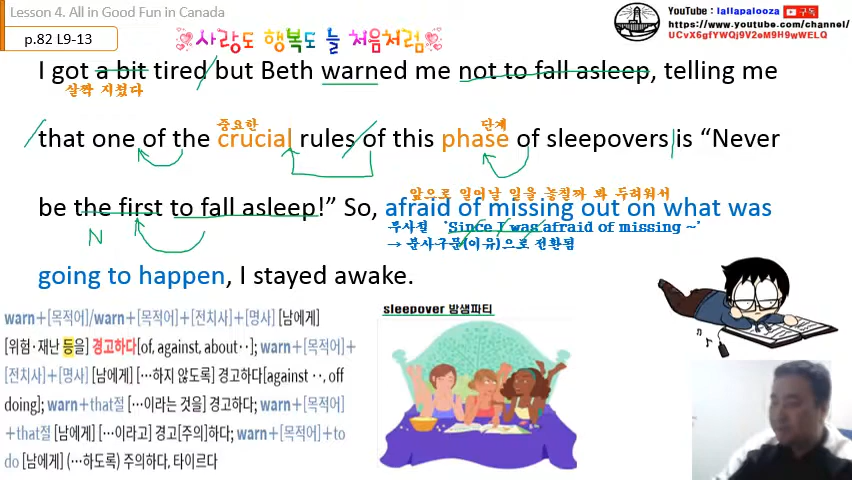 Lesson 4. All in Good Fun in Canada
p.82 L9-13
사랑도 행복도 늘 처음처럼
YouTube : lallapalooza 구독
https://www.youtube.com/channel/
UCvX6gfYWQj9V2eM9H9wWELQ
I got a bit tired but Beth warned me not to fall asleep, telling me
살짝 지쳤다
중요한
단계
that one of the crucial rules of this phase of sleepovers is “Never
앞으로 일어날 일을 놓칠까 봐 두려워서
be the first to fall asleep!” So, afraid of missing out on what was
N
부사절 ‘Since I was afraid of missing ~’
→ 분사구문(이유)으로 전환됨
going to happen, I stayed awake.
warn+[목적어]/warn+[목적어]+[전치사]+[명사] [남에게]
[위험·재난 등을] 경고하다[of, against, about‥]; warn+[목적어]+
[전치사]+[명사] [남에게] […하지 않도록] 경고하다[against ‥, off
doing]; warn+that절 […이라는 것을] 경고하다; warn+[목적어]
+that절 [남에게] […이라고] 경고[주의]하다; warn+[목적어]+to
do [남에게] (…하도록) 주의하다, 타이르다
sleepover 밤샘파티